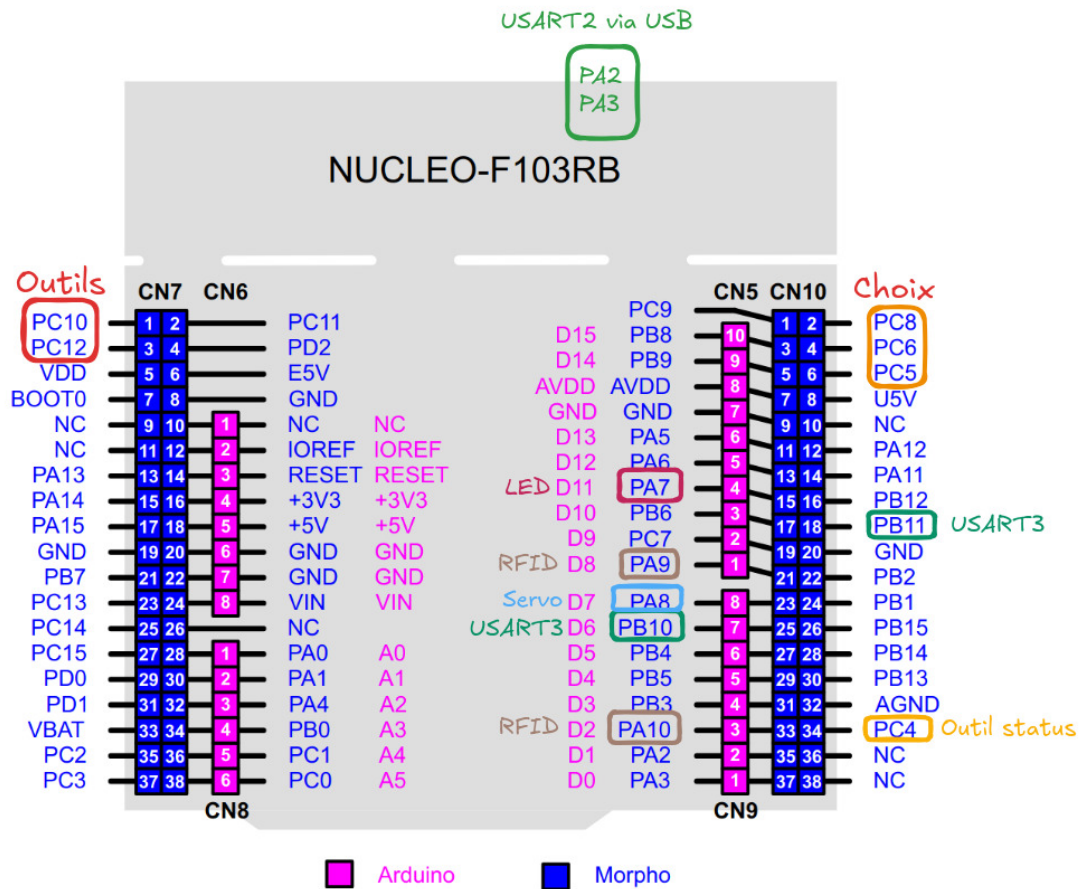 USART2 via USB
PA2
PA3
NUCLEO-F103RB
Outils
Choix
CN7 CN6 CN5 CN10
PC9
PC10 1 2 PC11 1 2 PC8
D15 PB8 10
PC12 3 4 PD2 3 4 PC6
D14 PB9 9
VDD 5 6 E5V 5 6 PC5
AVDD AVDD 8
BOOT0 7 8 GND 7 8 U5V
GND GND 7
NC 9 10 1 NC NC 9 10 NC
D13 PA5 6
NC 11 12 2 IOREF IOREF 11 12 PA12
D12 PA6 5
PA13 13 14 3 RESET RESET 13 14 PA11
LED D11 PA7 4
PA14 15 16 4 +3V3 +3V3 15 16 PB12
D10 PB6 3
PA15 17 18 5 +5V +5V 17 18 PB11 USART3
D9 PC7 2
GND 19 20 6 GND GND 19 20 GND
RFID D8 PA9 1
PB7 21 22 7 GND GND 21 22 PB2
PC13 23 24 8 VIN VIN Servo D7 PA8 8 23 24 PB1
PC14 25 26 NC USART3 D6 PB10 7 25 26 PB15
PC15 27 28 1 PA0 A0 D5 PB4 6 27 28 PB14
PD0 29 30 2 PA1 A1 D4 PB5 5 29 30 PB13
PD1 31 32 3 PA4 A2 D3 PB3 4 31 32 AGND
VBAT 33 34 4 PB0 A3 RFID D2 PA10 3 33 34 PC4 Outil status
PC2 35 36 5 PC1 A4 D1 PA2 2 35 36 NC
PC3 37 38 6 PC0 A5 D0 PA3 1 37 38 NC
CN8 CN9
Arduino Morpho